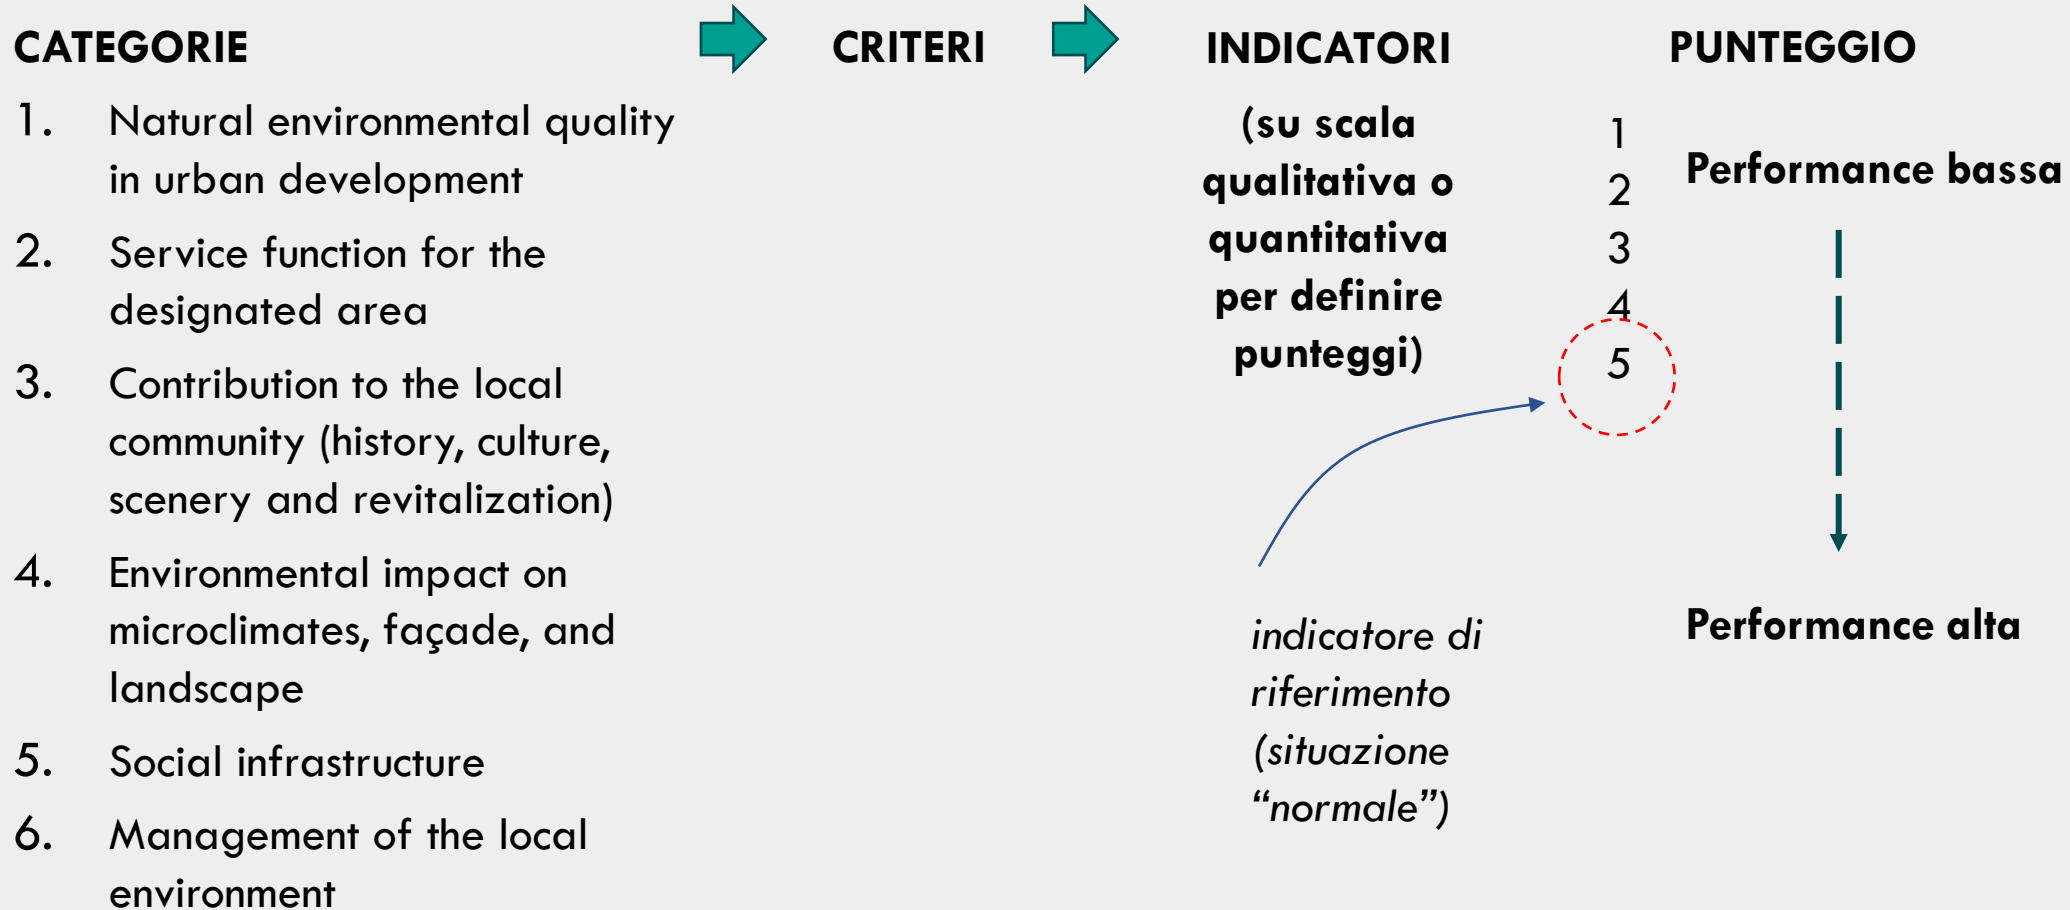 CATEGORIE
1. Natural environmental quality
in urban development
2. Service function for the
designated area
3. Contribution to the local
community (history, culture,
scenery and revitalization)
4. Environmental impact on
microclimates, façade, and
landscape
5. Social infrastructure
6. Management of the local
environment
CRITERI
INDICATORI
(su scala
qualitativa o
quantitativa
per definire
punteggi)
indicatore di
riferimento
(situazione
“normale”)
PUNTEGGIO
1
2
3
4
5
Performance bassa
Performance alta